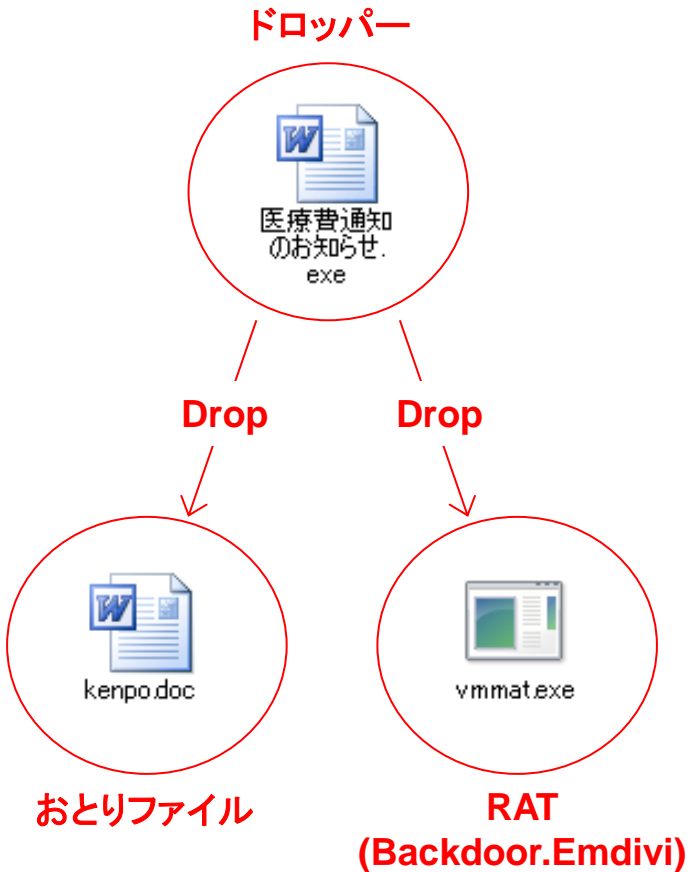 ドロッパー
医療費通知
のお知らせ.
exe
Drop
Drop
kenpo.doc
vmmat.exe
おとりファイル
RAT
(Backdoor.Emdivi)